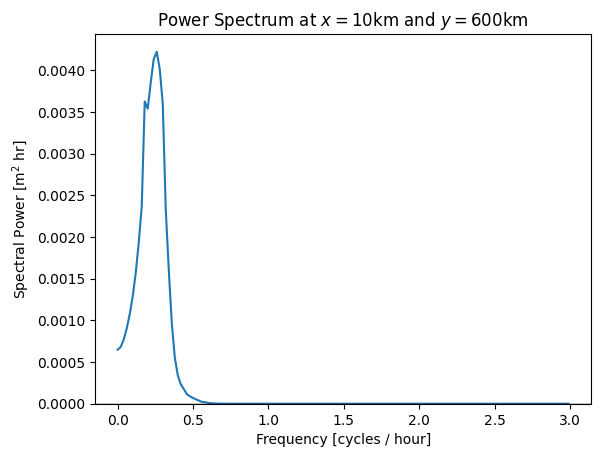 Power Spectrum at x = 10km and y = 600km
Spectral Power [m² hr]
0.0040
0.0035
0.0030
0.0025
0.0020
0.0015
0.0010
0.0005
0.0000
0.0 0.5 1.0 1.5 2.0 2.5 3.0
Frequency [cycles / hour]